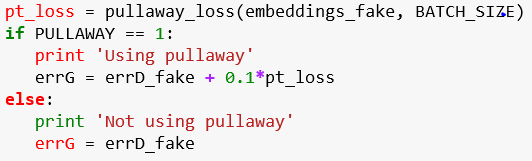 pt_loss = pullaway_loss(embeddings_fake, BATCH_SIZE)
if PULLAWAY == 1:
print 'Using pullaway'
errG = errD_fake + 0.1*pt_loss
else:
print 'Not using pullaway'
errG = errD_fake